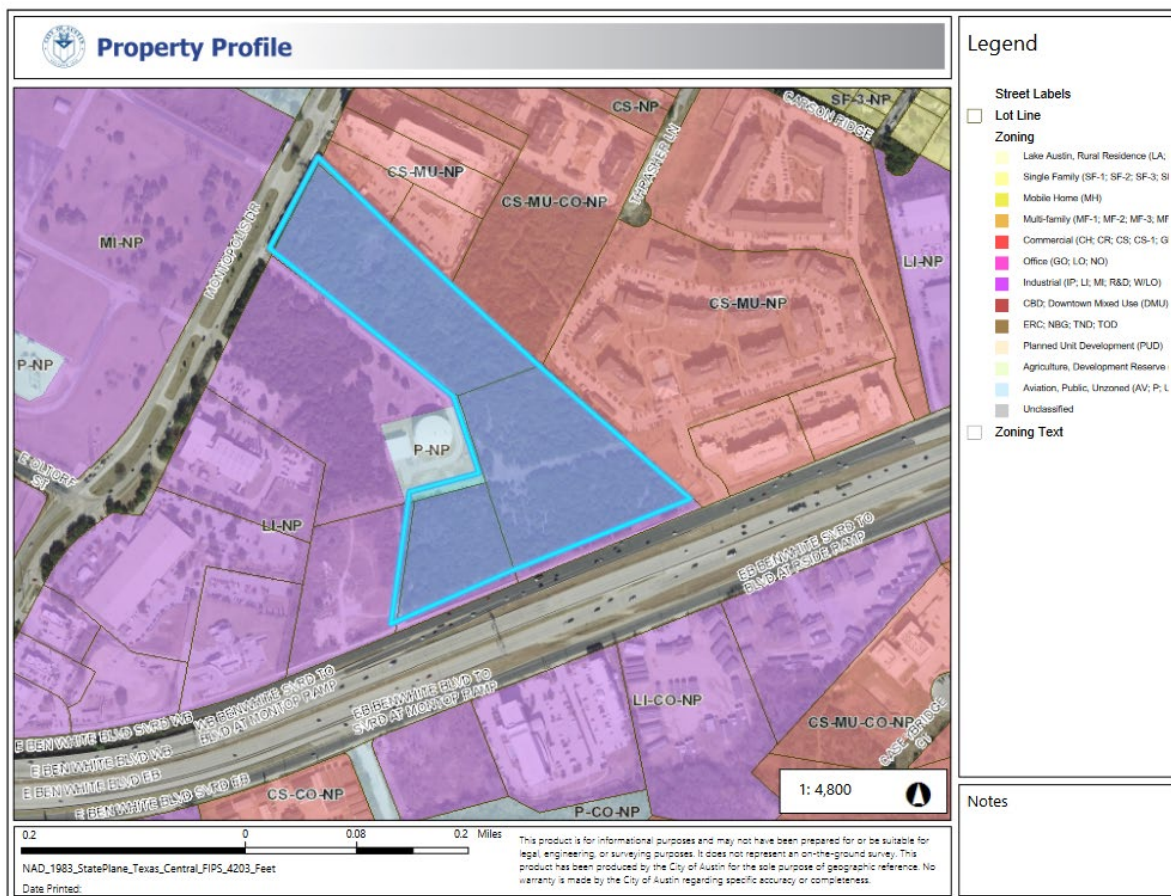 Property Profile
CARSON RIDGE
SF-3-NP
CS-NP
THRASHER LN
CS-MU-NP
CS-MU-CO-NP
MONTOPOLIS DR
MI-NP
LI-NP
CS-MU-NP
P-NP
P-NP
E OLTORF
ST
LI-NP
EB BENWHITE SVRD TO
BLVD AT RSIDE RAMP
WB BENWHITE SVRD TO
BLVD AT MONTOP RAMP
EB BENWHITE BLVD TO
SVRD AT MONTOP RAMP
LI-CO-NP
CS-MU-CO-NP
CASEYBRIDGE
CT
E BEN WHITE BLVD SVRD WB
E BEN WHITE BLVD WB
E BEN WHITE BLVD EB
E BEN WHITE BLVD SVRD EB
CS-CO-NP
P-CO-NP
1: 4,800
0.2 0 0.08 0.2 Miles
NAD_1983_StatePlane_Texas_Central_FIPS_4203_Feet
Date Printed:
This product is for informational purposes and may not have been prepared for or be suitable for
legal, engineering, or surveying purposes. It does not represent an on-the-ground survey. This
product has been produced by the City of Austin for the sole purpose of geographic reference. No
warranty is made by the City of Austin regarding specific accuracy or completeness.
Legend
Street Labels
Lot Line
Zoning
Lake Austin, Rural Residence (LA;
Single Family (SF-1; SF-2; SF-3;
Mobile Home (MH)
Multi-family (MF-1; MF-2; MF-3; MF
Commercial (CH; CR; CS; CS-1;
Office (GO; LO; NO)
Industrial (IP; LI; MI; R&D; W/LO)
CBD; Downtown Mixed Use (DMU)
ERC; NBG; TND; TOD
Planned Unit Development (PUD)
Agriculture, Development Reserve
Aviation, Public, Unzoned (AV; P;
Unclassified
Zoning Text
Notes